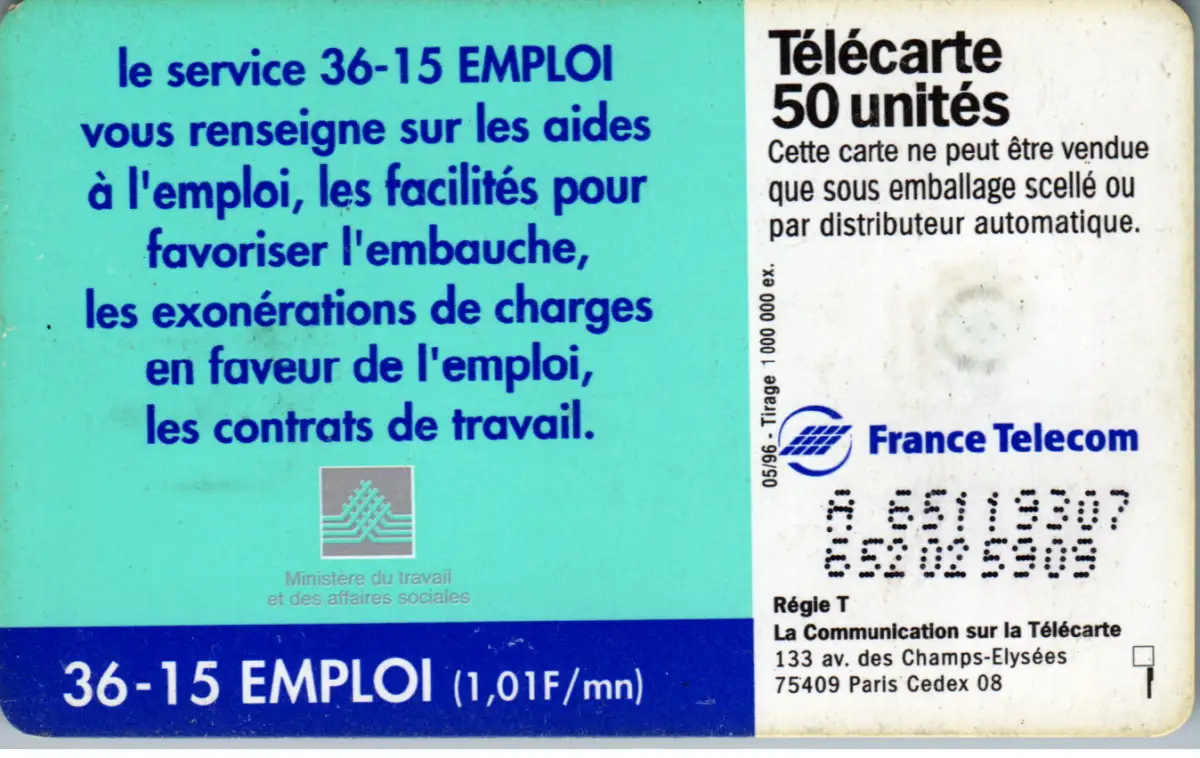 le service 36-15 EMPLOI
vous renseigne sur les aides
à l'emploi, les facilités pour
favoriser l'embauche,
les exonérations de charges
en faveur de l'emploi,
les contrats de travail.
Ministère du travail
et des affaires sociales
36-15 EMPLOI (1,01F/mn)
Télécarte
50 unités
Cette carte ne peut être vendue
que sous emballage scellé ou
par distributeur automatique.
05/96 - Tirage 1 000 000 ex.
France Telecom
A 65119307
652025909
Régie T
La Communication sur la Télécarte
133 av. des Champs-Elysées
75409 Paris Cedex 08